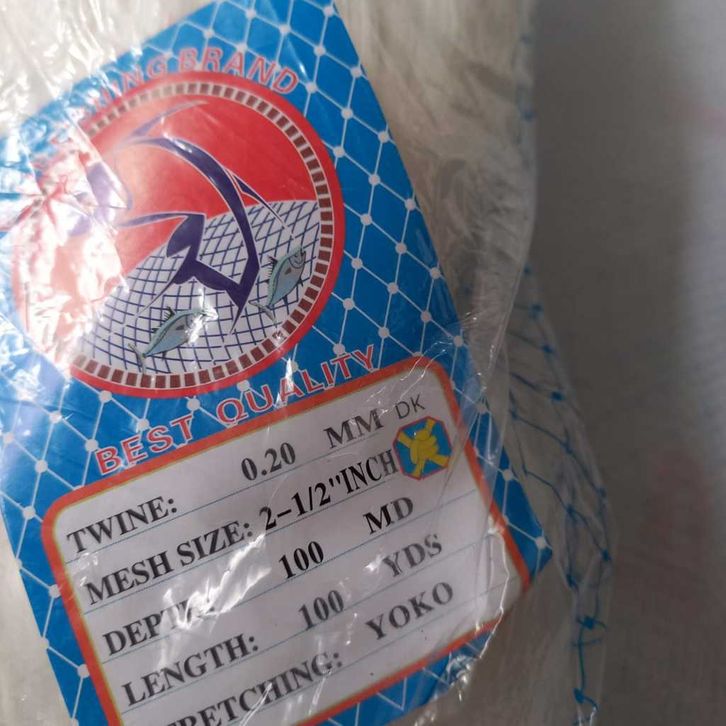 BRAND
BEST QUALITY
TWINE: 0.20 MM DK
MESH SIZE: 2-1/2"INCH
100 MD
LENGTH: 100 YDS
YOKO